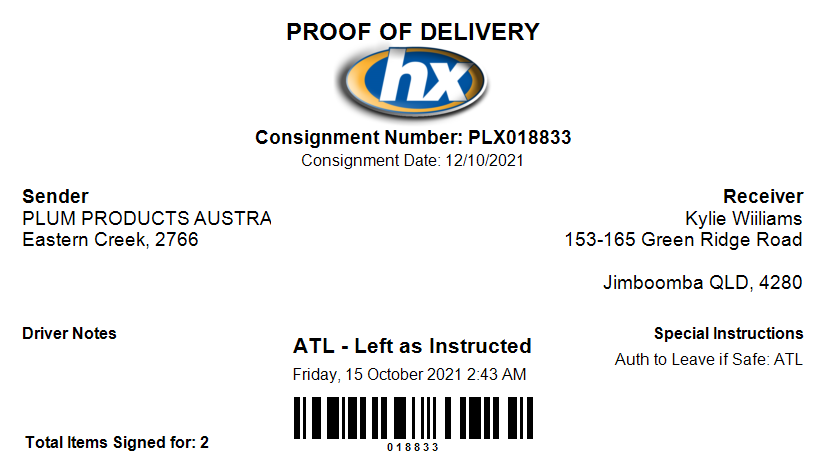 PROOF OF DELIVERY
hx
Consignment Number: PLX018833
Consignment Date: 12/10/2021
Sender
PLUM PRODUCTS AUSTRA
Eastern Creek, 2766
Receiver
Kylie Wiiliams
153-165 Green Ridge Road
Jimboomba QLD, 4280
Driver Notes
ATL - Left as Instructed
Friday, 15 October 2021 2:43 AM
Special Instructions
Auth to Leave if Safe: ATL
018833
Total Items Signed for: 2